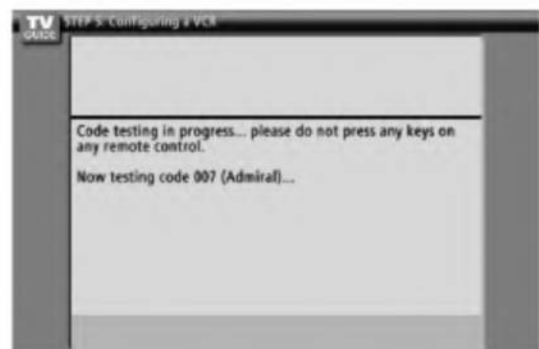 TV
GUIDE
STEP 5: Configuring a VCR
Code testing in progress... please do not press any keys on
any remote control.
Now testing code 007 (Admiral)...